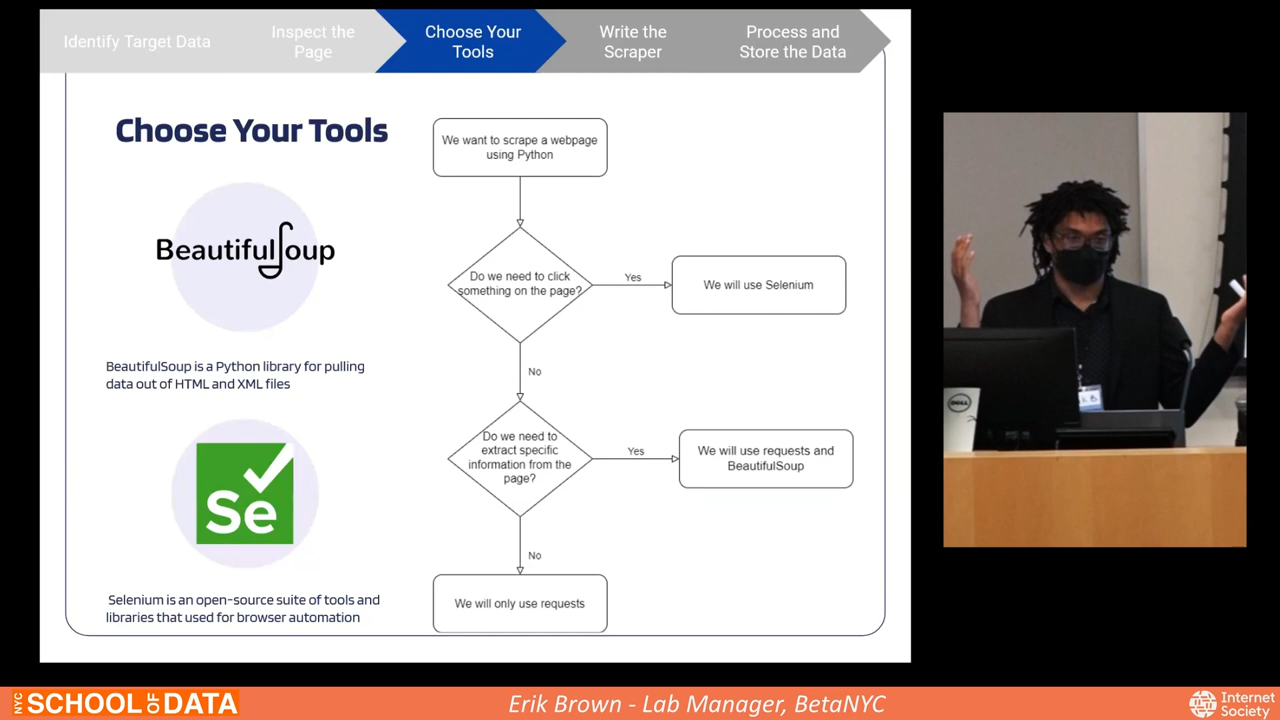 Identify Target Data
Inspect the
Page
Choose Your
Tools
Write the
Scraper
Process and
Store the Data
Choose Your Tools
BeautifulSoup
BeautifulSoup is a Python library for pulling
data out of HTML and XML files
Se
Selenium is an open-source suite of tools and
libraries that used for browser automation
We want to scrape a webpage
using Python
Do we need to click
something on the page?
Yes
We will use Selenium
No
Do we need to
extract specific
information from the
page?
Yes
We will use requests and
BeautifulSoup
No
We will only use requests
DELL
NYC SCHOOL OF DATA
Erik Brown - Lab Manager, BetaNYC
Internet
Society